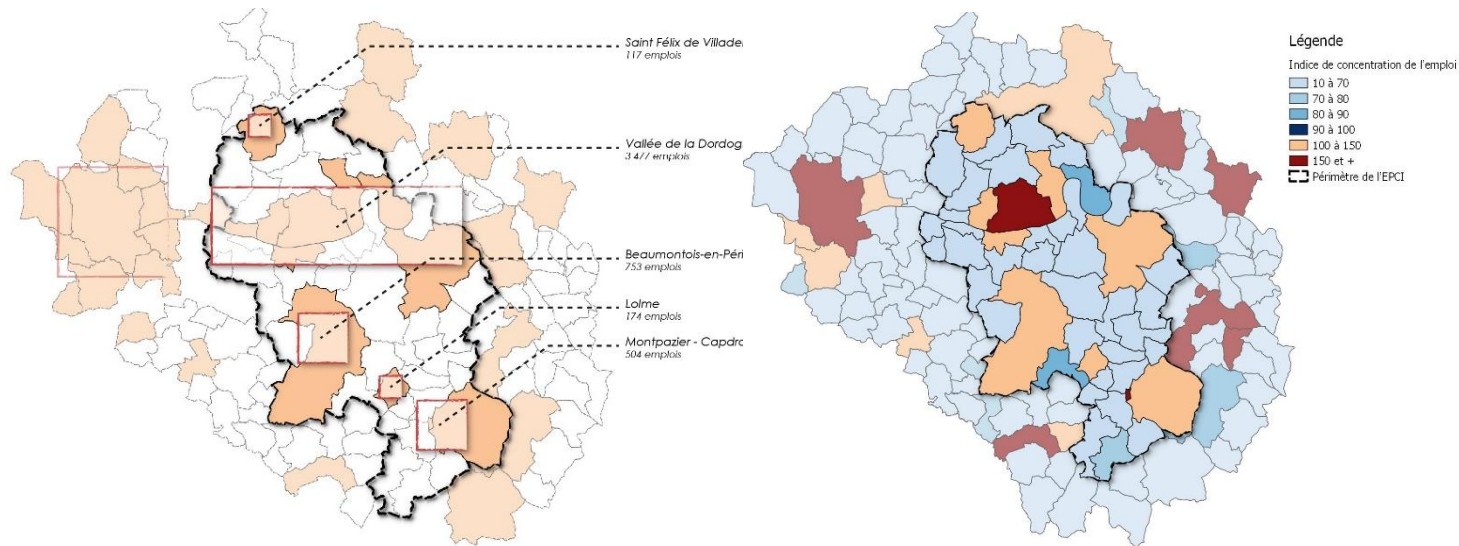 Saint Félix de Villade
117 emplois
Vallée de la Dordog
3 477 emplois
Beaumontois-en-Péri
753 emplois
Lolme
174 emplois
Montpazier - Capdro
504 emplois
Légende
Indice de concentration de l'emploi
10 à 70
70 à 80
80 à 90
90 à 100
100 à 150
150 et +
Périmètre de l'EPCI